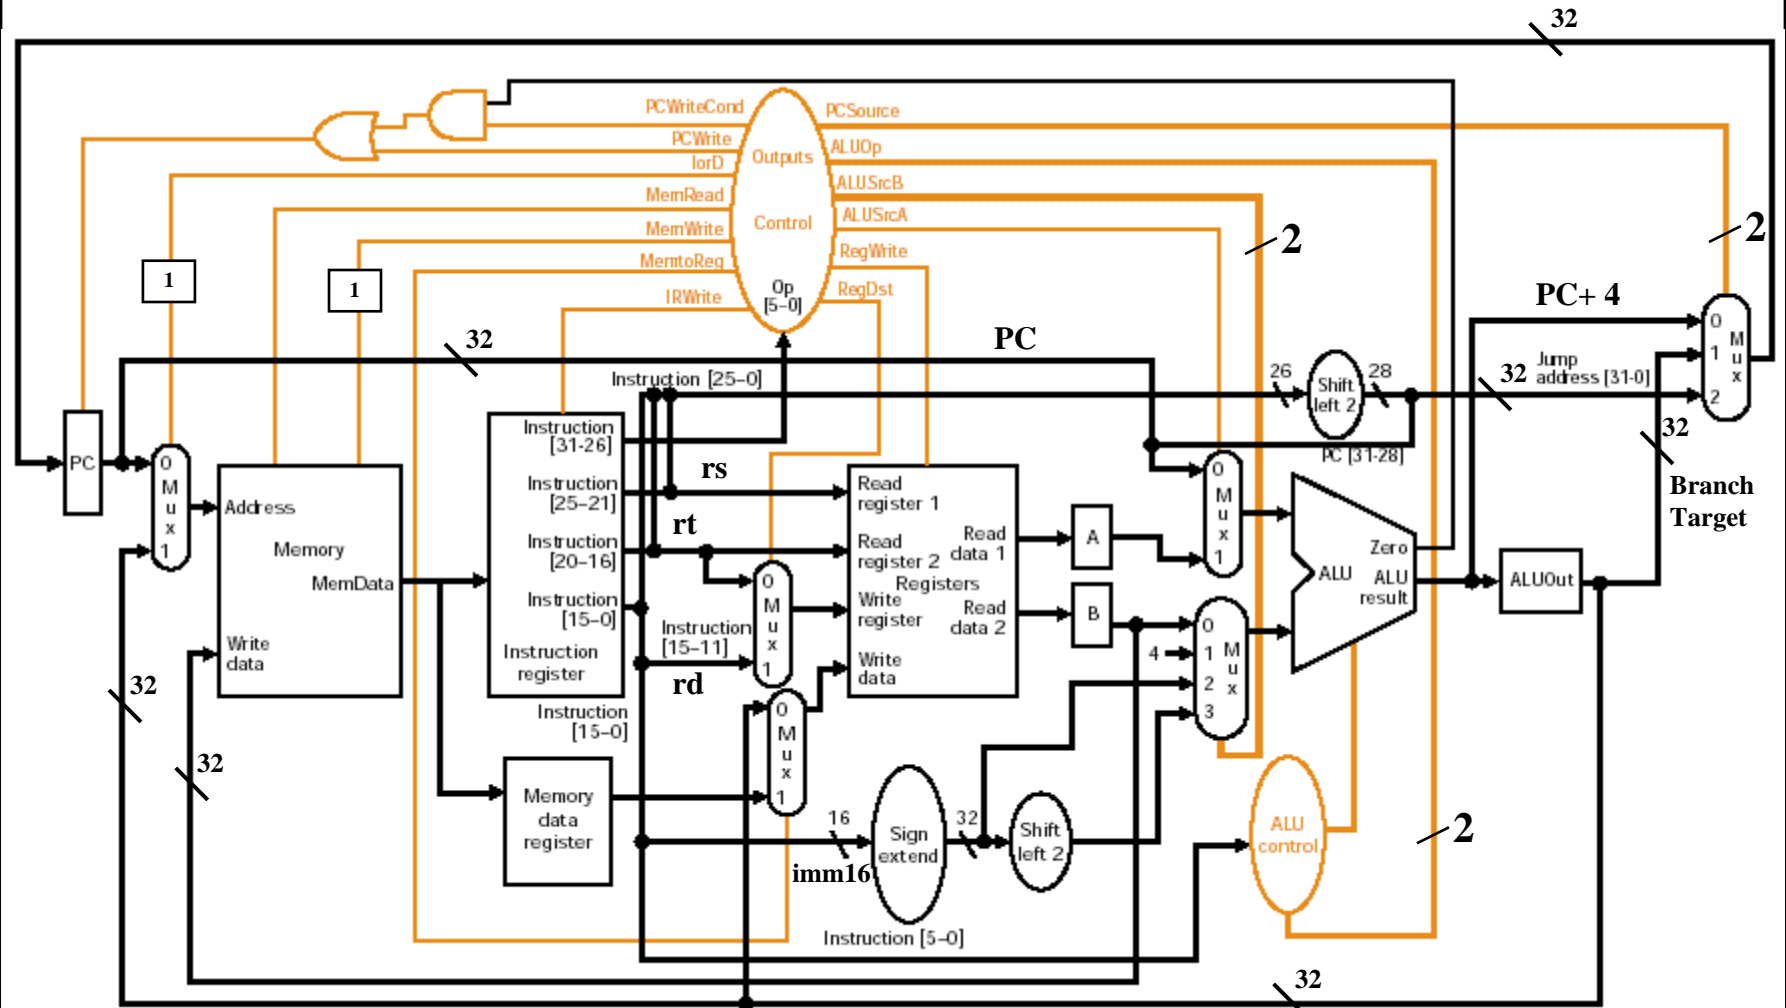 32
PCWriteCond
PCSource
PCWrite
ALUOp
IorD
Outputs
MemRead
ALUSrcB
MemWrite
Control
ALUSrcA
MemtoReg
RegWrite
IRWrite
Op
[5-0]
RegDst
1
1
2
2
32
PC
PC+ 4
Instruction [25-0]
26
Shift
left 2
28
32
Jump
address [31-0]
0
1
2
M
u
x
PC [31-28]
32
Branch
Target
PC
0
M
u
x
1
Address
Memory
MemData
Write
data
Instruction
[31-26]
Instruction
[25-21]
Instruction
[20-16]
Instruction
[15-0]
Instruction
register
rs
rt
Instruction
[15-11]
rd
0
M
u
x
1
Read
register 1
Read
register 2
Registers
Write
register
Write
data
Read
data 1
Read
data 2
A
B
0
M
u
x
1
4
0
1
2
3
M
u
x
Zero
ALU
ALU
result
ALUOut
32
32
Instruction
[15-0]
Memory
data
register
0
M
u
x
1
16
imm16
Sign
extend
32
Shift
left 2
ALU
control
2
Instruction [5-0]
32